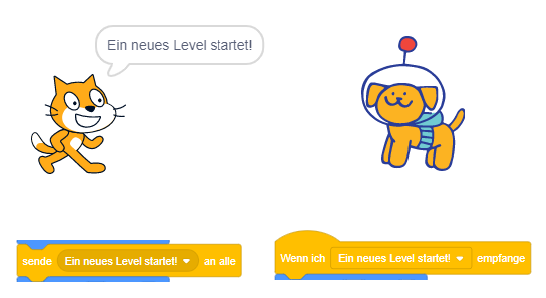 Ein neues Level startet!
sende Ein neues Level startet! an alle
Wenn ich Ein neues Level startet! empfange